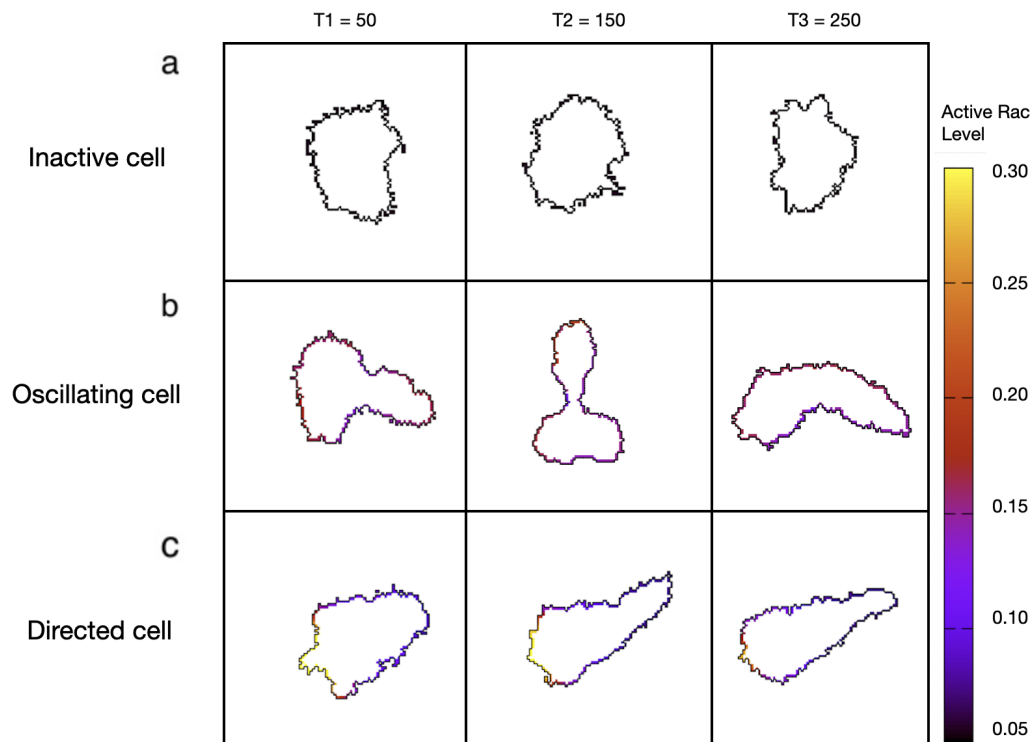 T1 = 50
T2 = 150
T3 = 250
a
Inactive cell
b
Oscillating cell
c
Directed cell
Active Rac
Level
0.30
0.25
0.20
0.15
0.10
0.05